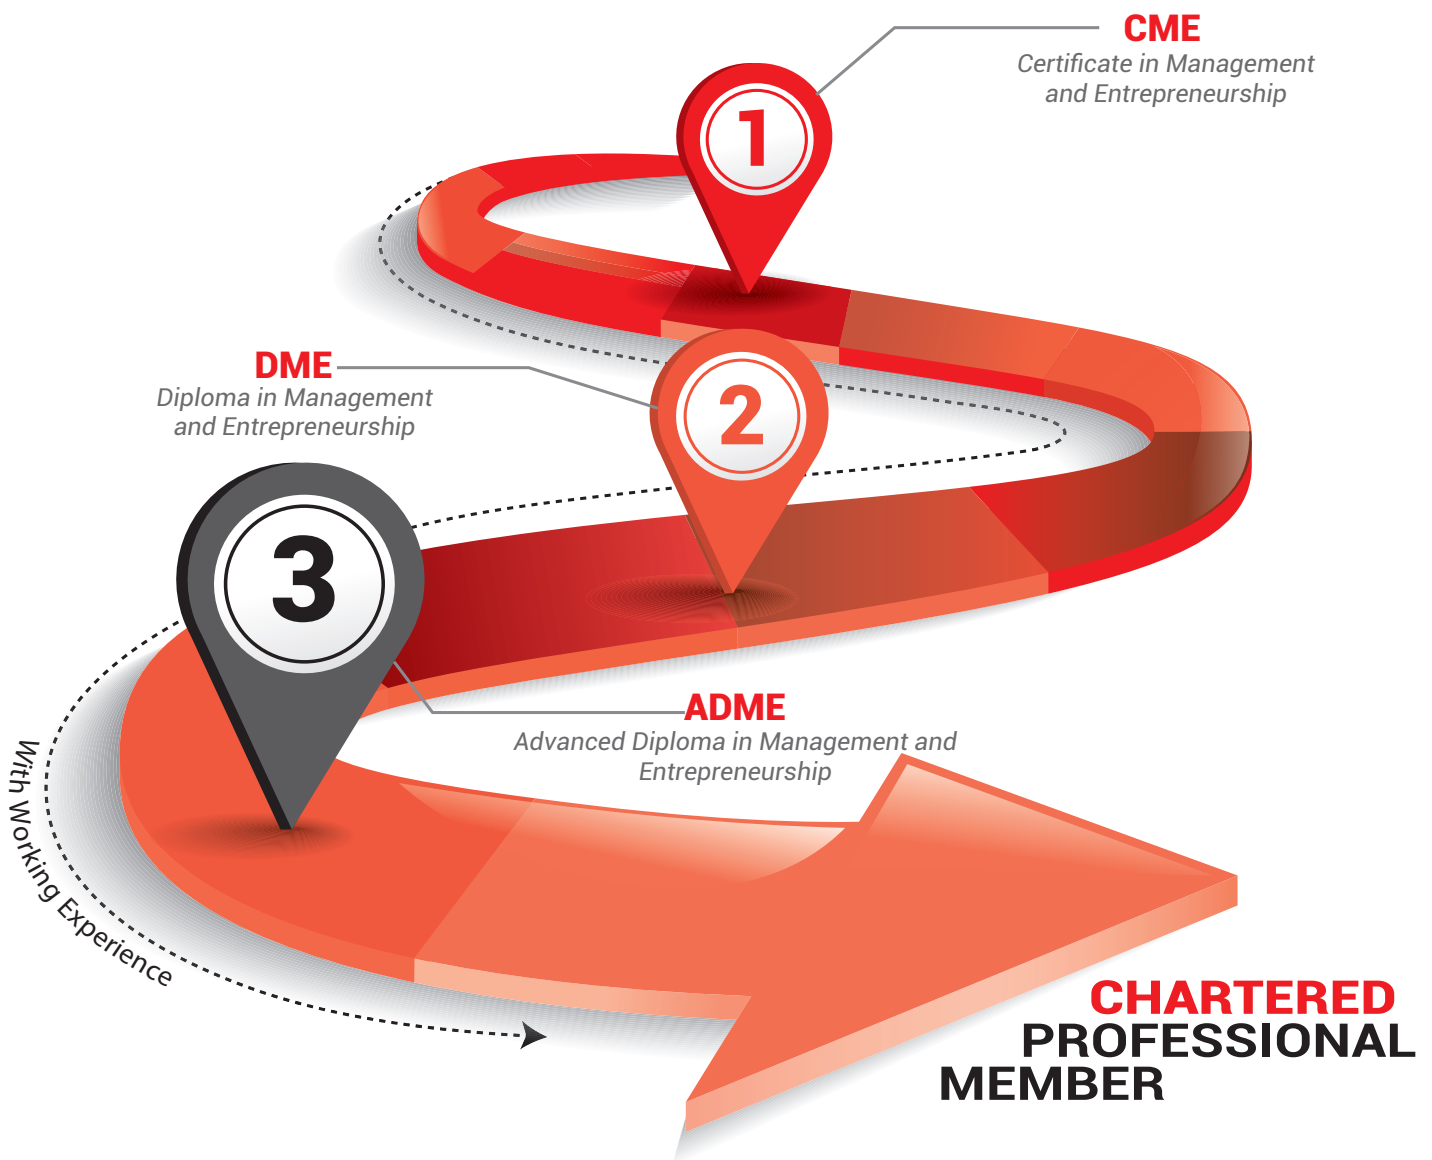 CME
Certificate in Management
and Entrepreneurship
1
DME
Diploma in Management
and Entrepreneurship
2
3
ADME
Advanced Diploma in Management and
Entrepreneurship
With Working Experience
CHARTERED
PROFESSIONAL
MEMBER